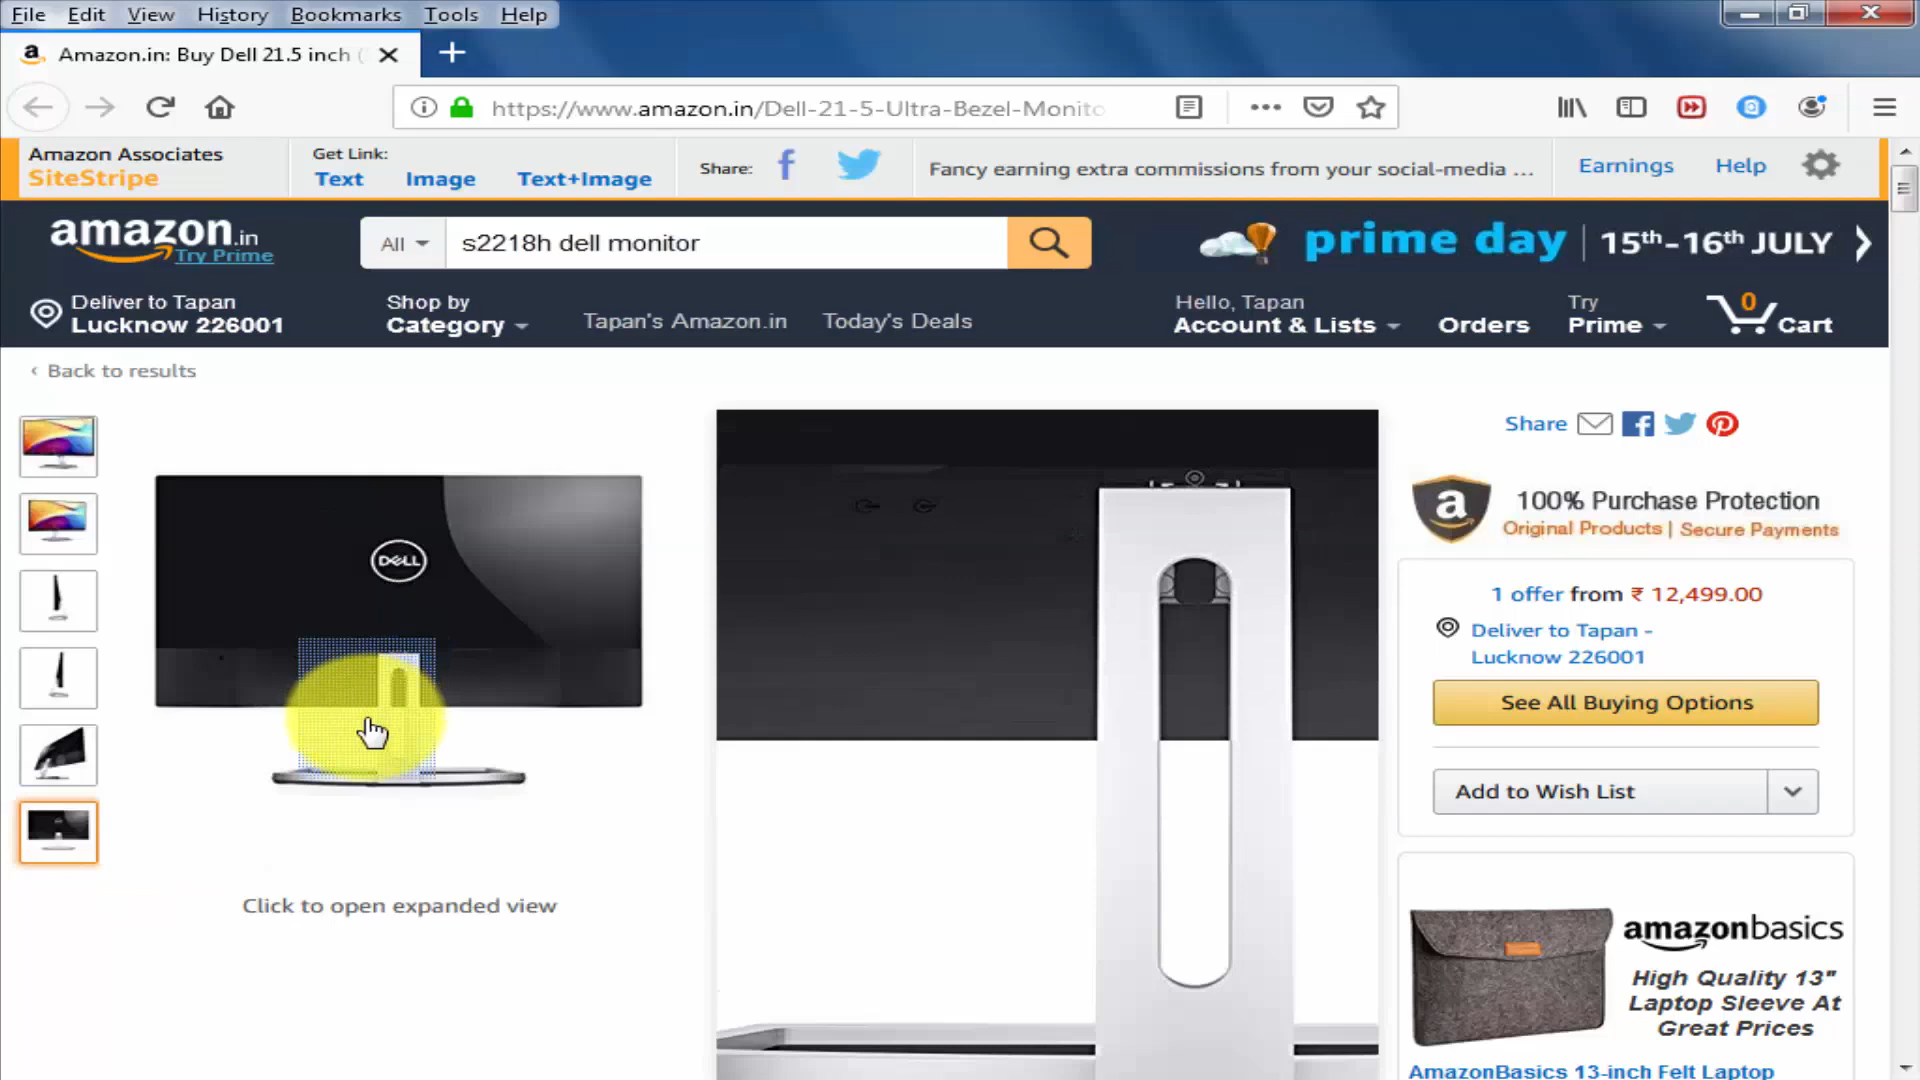 File Edit View History Bookmarks Tools Help
Amazon.in: Buy Dell 21.5 inch (
https://www.amazon.in/Dell-21-5-Ultra-Bezel-Monito
Amazon Associates
SiteStripe
Get Link:
Text Image Text+Image
Share:
Fancy earning extra commissions from your social-media ...
Earnings Help
amazon.in
Try Prime
All
s2218h dell monitor
prime day 15th-16th JULY
Deliver to Tapan
Lucknow 226001
Shop by
Category
Tapan's Amazon.in Today's Deals
Hello, Tapan
Account & Lists
Orders
Try
Prime
0
Cart
‹ Back to results
DELL
Click to open expanded view
Share
a
100% Purchase Protection
Original Products | Secure Payments
1 offer from ₹ 12,499.00
Deliver to Tapan -
Lucknow 226001
See All Buying Options
Add to Wish List
amazonbasics
High Quality 13"
Laptop Sleeve At
Great Prices
AmazonBasics 13-inch Felt Laptop